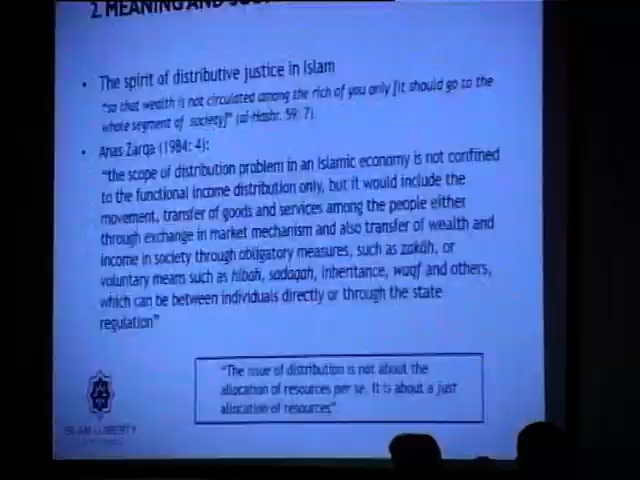 2. MEANING AND
• The spirit of distributive justice in Islam
"so that wealth is not circulated among the rich of you only [it should go to the
whole segment of society]" (al-Hashr. 59: 7).
• Anas Zarqa (1984: 4):
"the scope of distribution problem in an Islamic economy is not confined
to the functional income distribution only, but it would include the
movement, transfer of goods and services among the people either
through exchange in market mechanism and also transfer of wealth and
income in society through obligatory measures, such as zakāh, or
voluntary means such as hibah, sadaqah, inheritance, waqf and others,
which can be between individuals directly or through the state
regulation"
"The issue of distribution is not about the
allocation of resources per se. It is about a just
allocation of resources".
ISLAM & LIBERTY